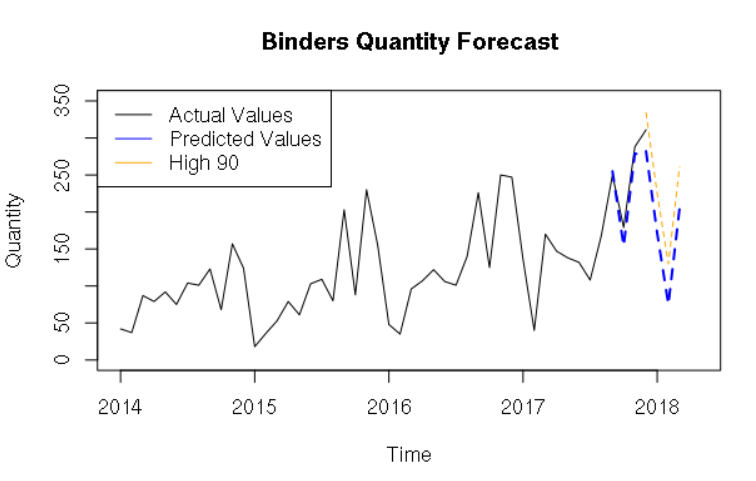 Binders Quantity Forecast
Actual Values
Predicted Values
High 90
Quantity
350
250
150
50
0
2014 2015 2016 2017 2018
Time